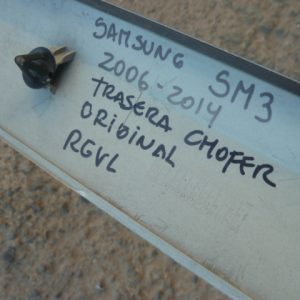 SAMSUNG SM3
2006-2014
TRASERA CHOFER
ORIGINAL
RGVL